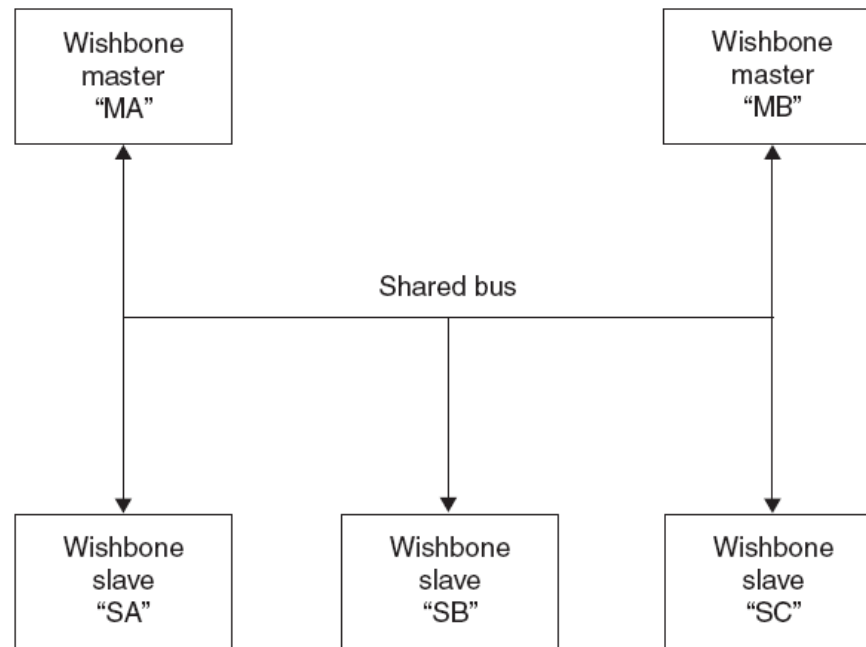 Wishbone
master
“MA”
Wishbone
master
“MB”
Shared bus
Wishbone
slave
“SA”
Wishbone
slave
“SB”
Wishbone
slave
“SC”